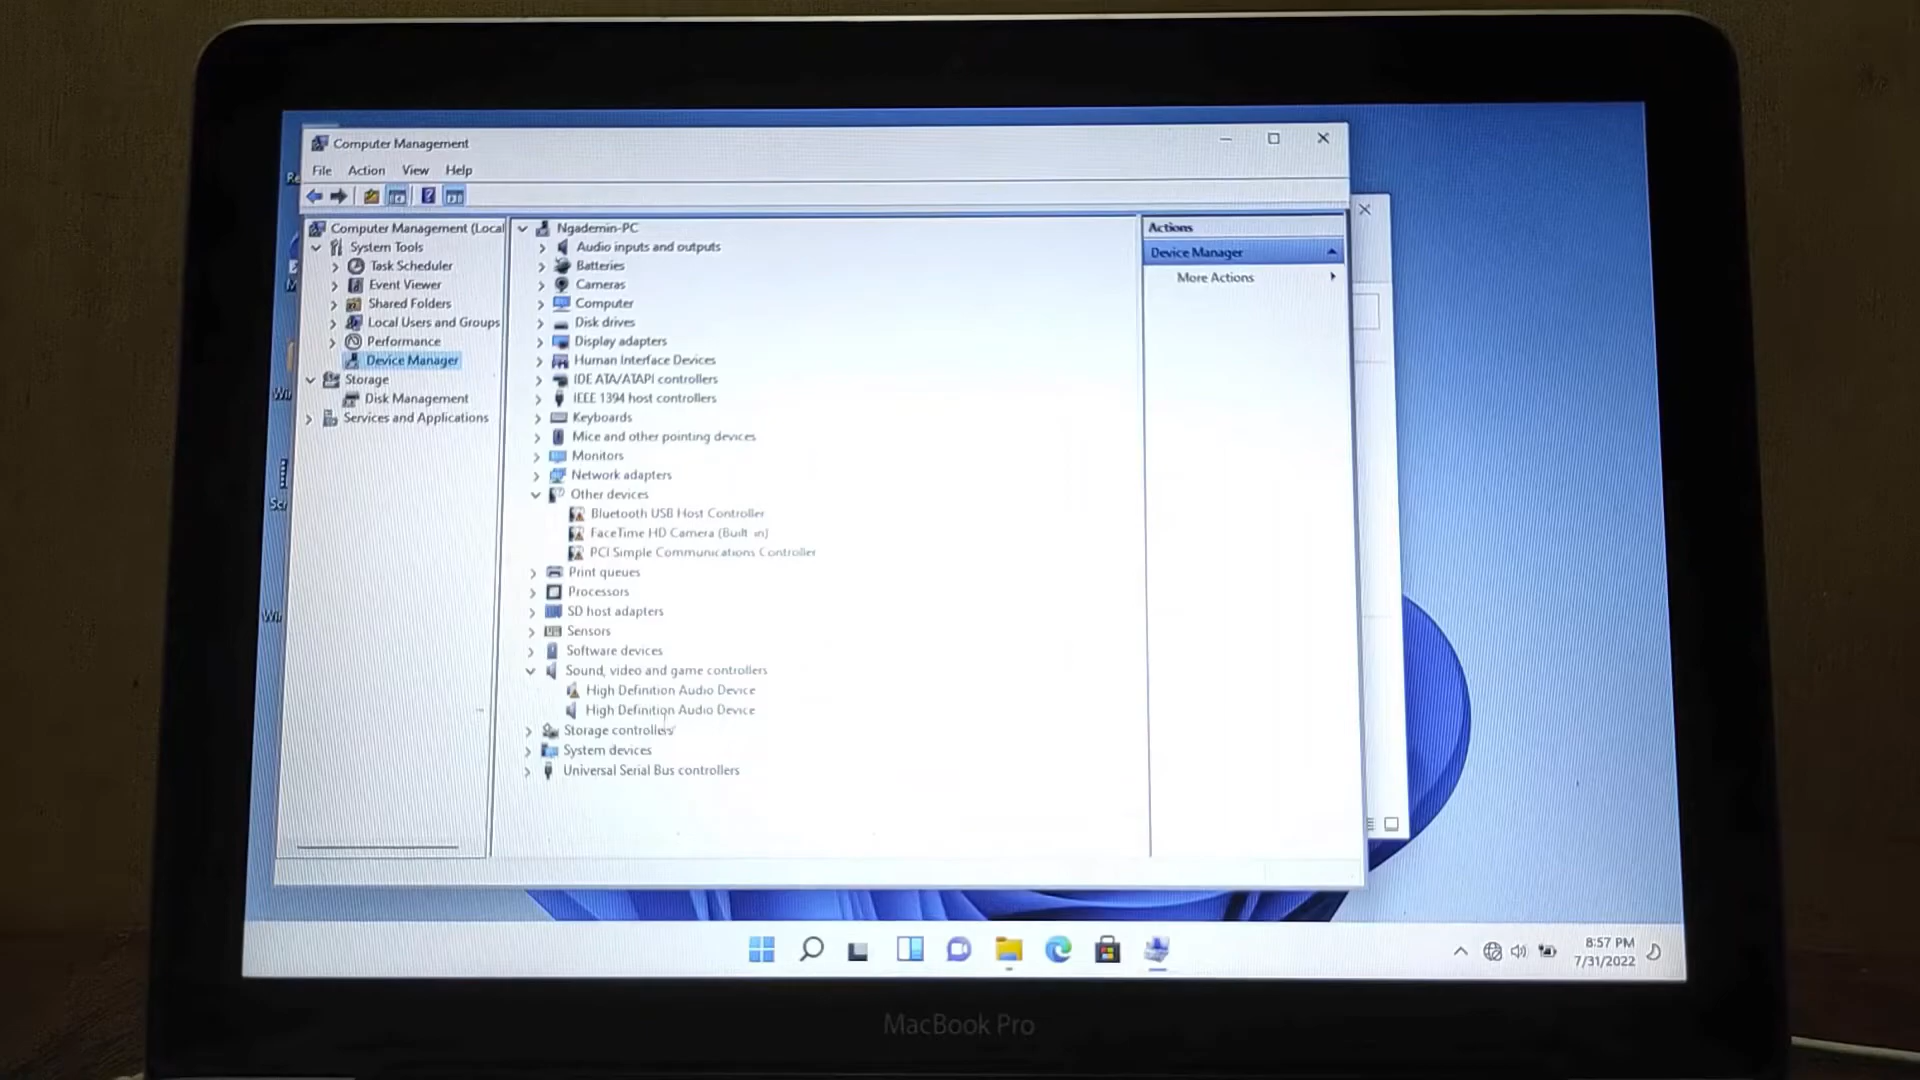 Computer Management
File Action View Help
Computer Management (Local
System Tools
Task Scheduler
Event Viewer
Shared Folders
Local Users and Groups
Performance
Device Manager
Storage
Disk Management
Services and Applications
Ngademin-PC
Audio inputs and outputs
Batteries
Cameras
Computer
Disk drives
Display adapters
Human Interface Devices
IDE ATA/ATAPI controllers
IEEE 1394 host controllers
Keyboards
Mice and other pointing devices
Monitors
Network adapters
Other devices
Bluetooth USB Host Controller
FaceTime HD Camera (Built-in)
PCI Simple Communications Controller
Print queues
Processors
SD host adapters
Sensors
Software devices
Sound, video and game controllers
High Definition Audio Device
High Definition Audio Device
Storage controllers
System devices
Universal Serial Bus controllers
Actions
Device Manager
More Actions
8:57 PM
7/31/2022
MacBook Pro